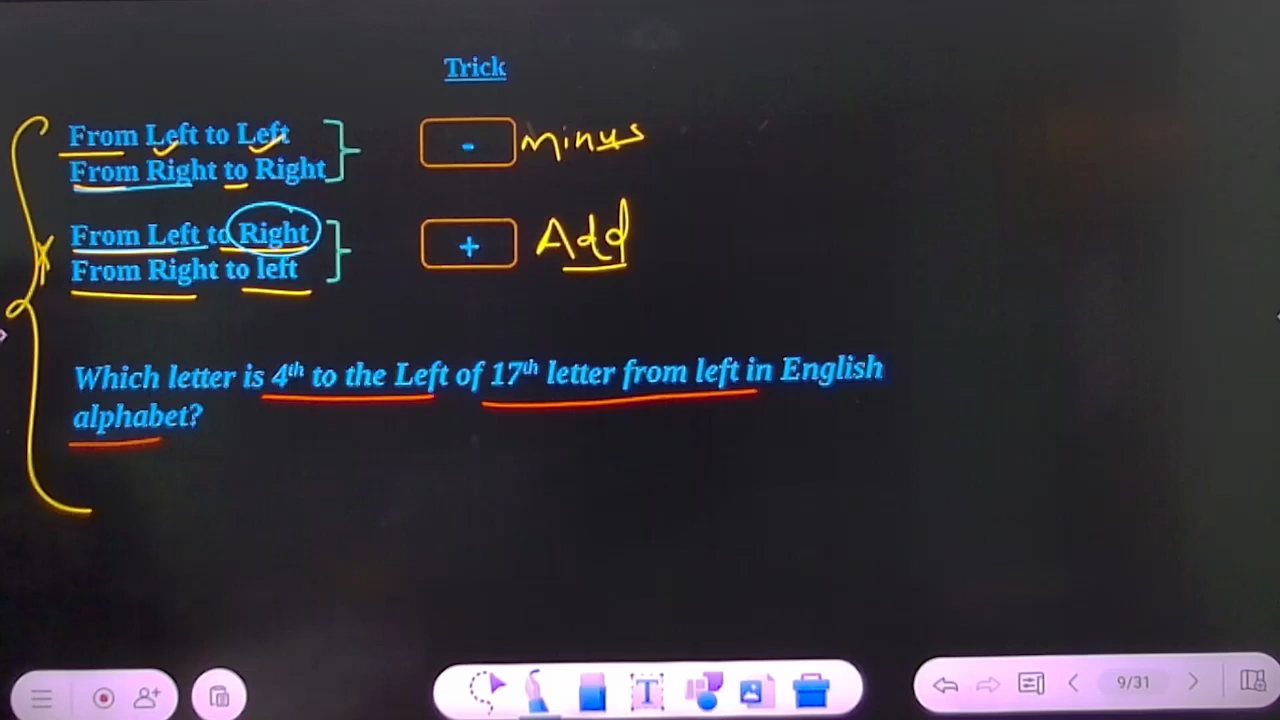 Trick
From Left to Left
From Right to Right
- minus
From Left to Right
From Right to left
+ Add
Which letter is 4th to the Left of 17th letter from left in English
alphabet?
T
9/31